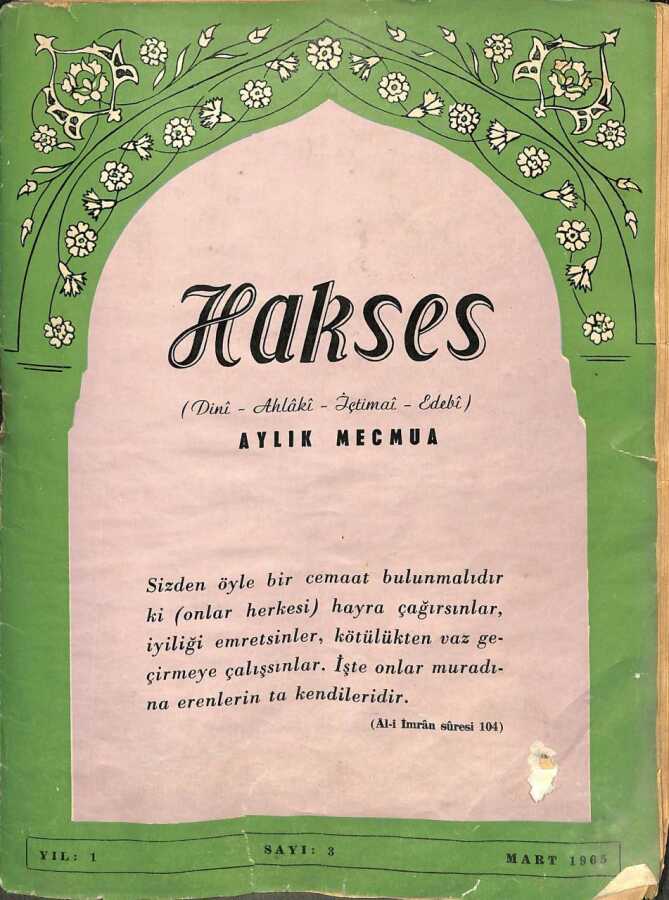 Hakses
(Dinî - Ahlâkî - İçtimaî - Edebî)
AYLIK MECMUA
Sizden öyle bir cemaat bulunmalıdır
ki (onlar herkesi) hayra çağırsınlar,
iyiliği emretsinler, kötülükten vaz ge-
çirmeye çalışsınlar. İşte onlar muradı-
na erenlerin ta kendileridir.
(Al-i İmrân sûresi 104)
YIL: 1 SAYI: 3 MART 1965